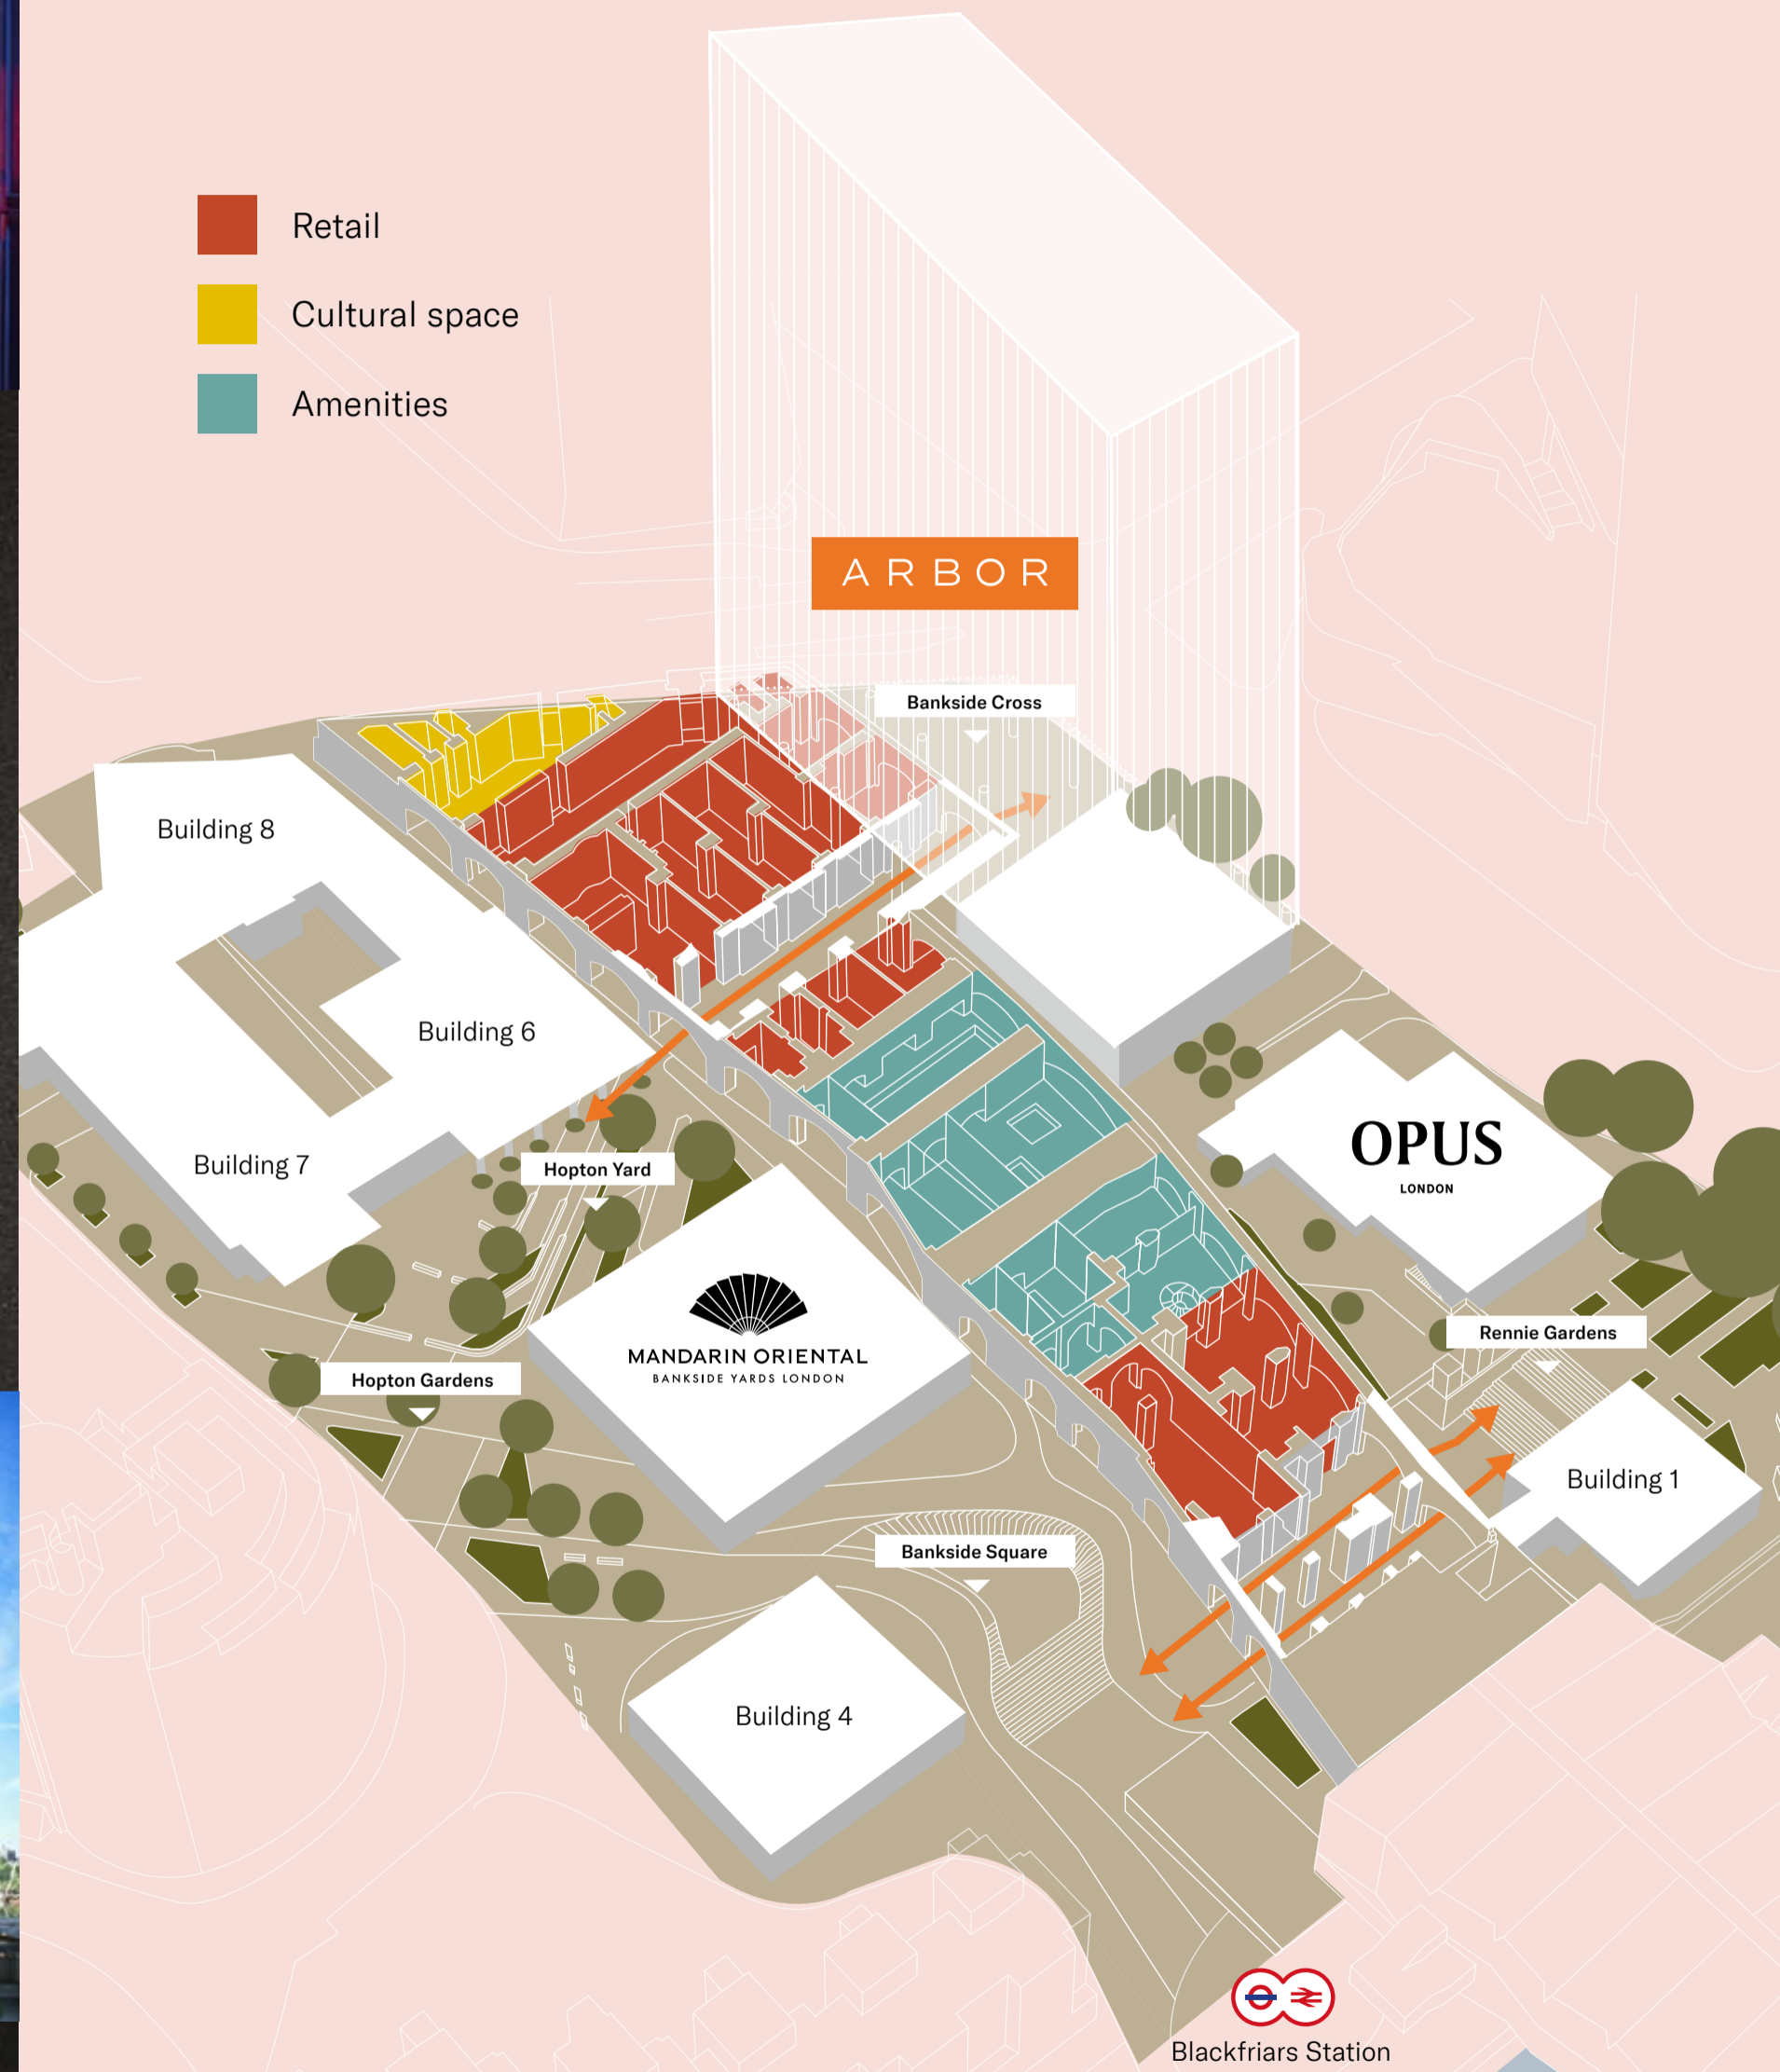 Retail
Cultural space
Amenities
ARBOR
Bankside Cross
Building 8
Building 6
OPUS
LONDON
Building 7
Hopton Yard
Rennie Gardens
MANDARIN ORIENTAL
BANKSIDE YARDS LONDON
Hopton Gardens
Building 1
Bankside Square
Building 4
Blackfriars Station